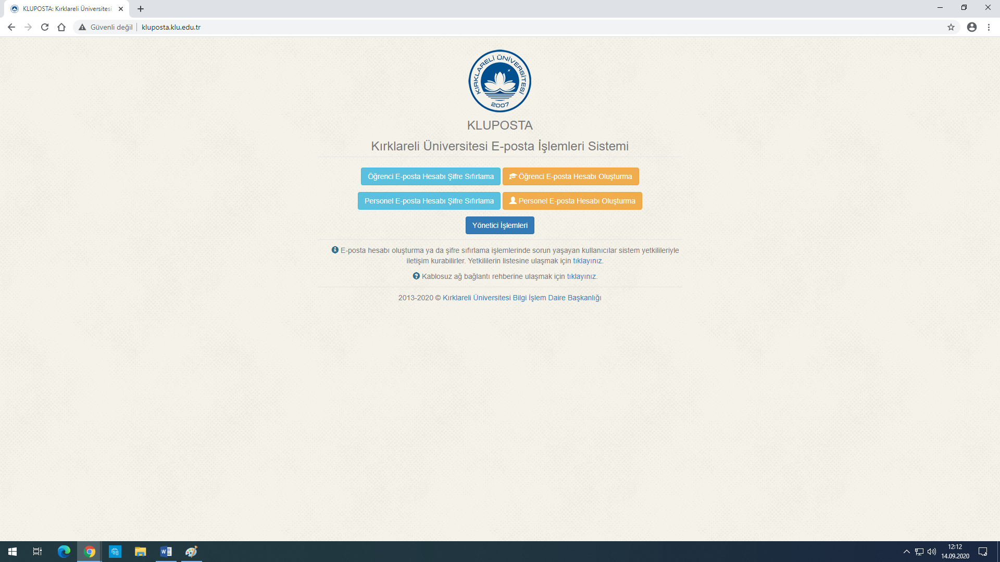 KLUPOSTA: Kırklareli Üniversitesi
Güvenli değil
kluposta.klu.edu.tr
KIRKLARELİ ÜNİVERSİTESİ
2007
KLUPOSTA
Kırklareli Üniversitesi E-posta İşlemleri Sistemi
Öğrenci E-posta Hesabı Şifre Sıfırlama
Öğrenci E-posta Hesabı Oluşturma
Personel E-posta Hesabı Şifre Sıfırlama
Personel E-posta Hesabı Oluşturma
Yönetici İşlemleri
E-posta hesabı oluşturma ya da şifre sıfırlama işlemlerinde sorun yaşayan kullanıcılar sistem yetkilileriyle
iletişim kurabilirler. Yetkililerin listesine ulaşmak için tıklayınız.
Kablosuz ağ bağlantı rehberine ulaşmak için tıklayınız.
2013-2020 © Kırklareli Üniversitesi Bilgi İşlem Daire Başkanlığı
12:12
14.09.2020